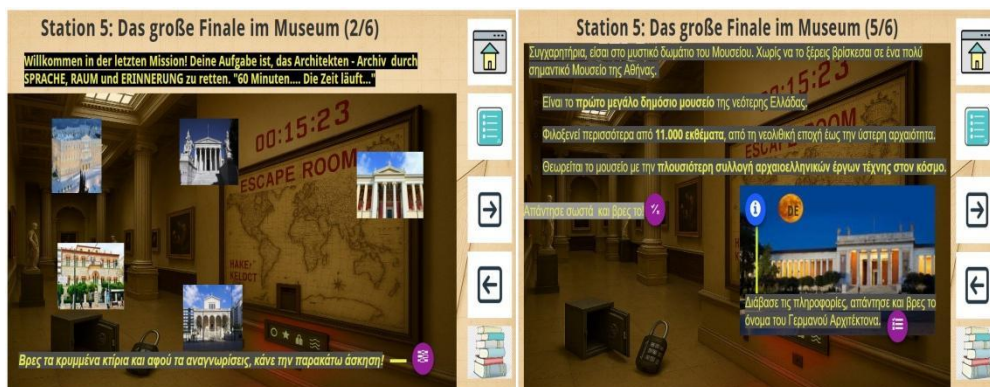 Station 5: Das große Finale im Museum (2/6)
Willkommen in der letzten Mission! Deine Aufgabe ist, das Architekten - Archiv durch
SPRACHE, RAUM und ERINNERUNG zu retten. "60 Minuten.... Die Zeit läuft..."
00:15:23
ESCAPE ROOM
Βρες τα κρυμμένα κτίρια και αφού τα αναγνωρίσεις, κάνε την παρακάτω άσκηση!
Station 5: Das große Finale im Museum (5/6)
Συγχαρητήρια, είσαι στο μυστικό δωμάτιο του Μουσείου. Χωρίς να το ξέρεις βρίσκεσαι σε ένα πολύ
σημαντικό Μουσείο της Αθήνας.
Είναι το πρώτο μεγάλο δημόσιο μουσείο της νεότερης Ελλάδας.
Φιλοξενεί περισσότερα από 11.000 εκθέματα, από τη νεολιθική εποχή έως την ύστερη αρχαιότητα.
Θεωρείται το μουσείο με την πλουσιότερη συλλογή αρχαιοελληνικών έργων τέχνης στον κόσμο.
Απάντησε σωστά και βρες το!
DE
Διάβασε τις πληροφορίες, απάντησε και βρες το
όνομα του Γερμανού Αρχιτέκτονα.